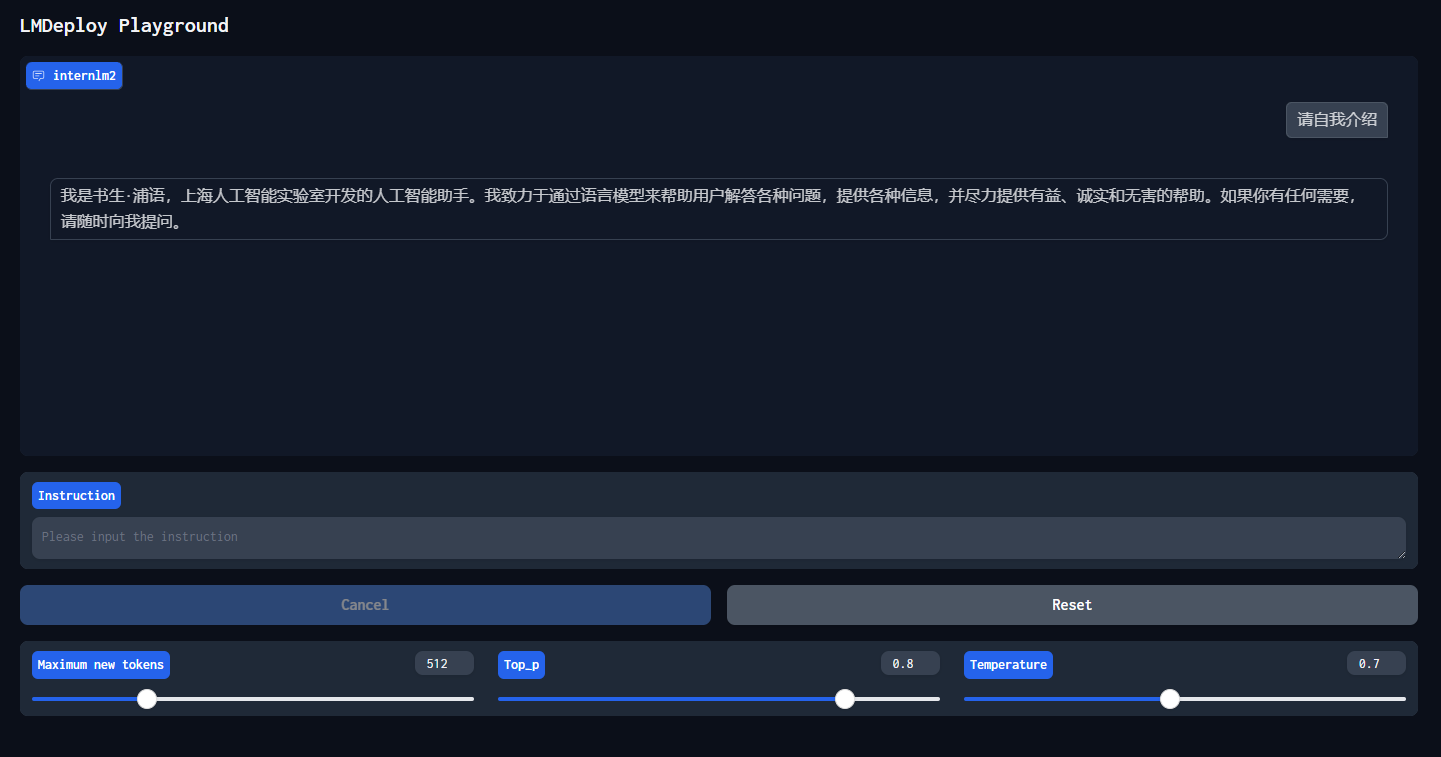 LMDeploy Playground
internlm2
请自我介绍
我是书生·浦语，上海人工智能实验室开发的人工智能助手。我致力于通过语言模型来帮助用户解答各种问题，提供各种信息，并尽力提供有益、诚实和无害的帮助。如果你有任何需要，
请随时向我提问。
Instruction
Please input the instruction
Cancel Reset
Maximum new tokens 512 Top_p 0.8 Temperature 0.7